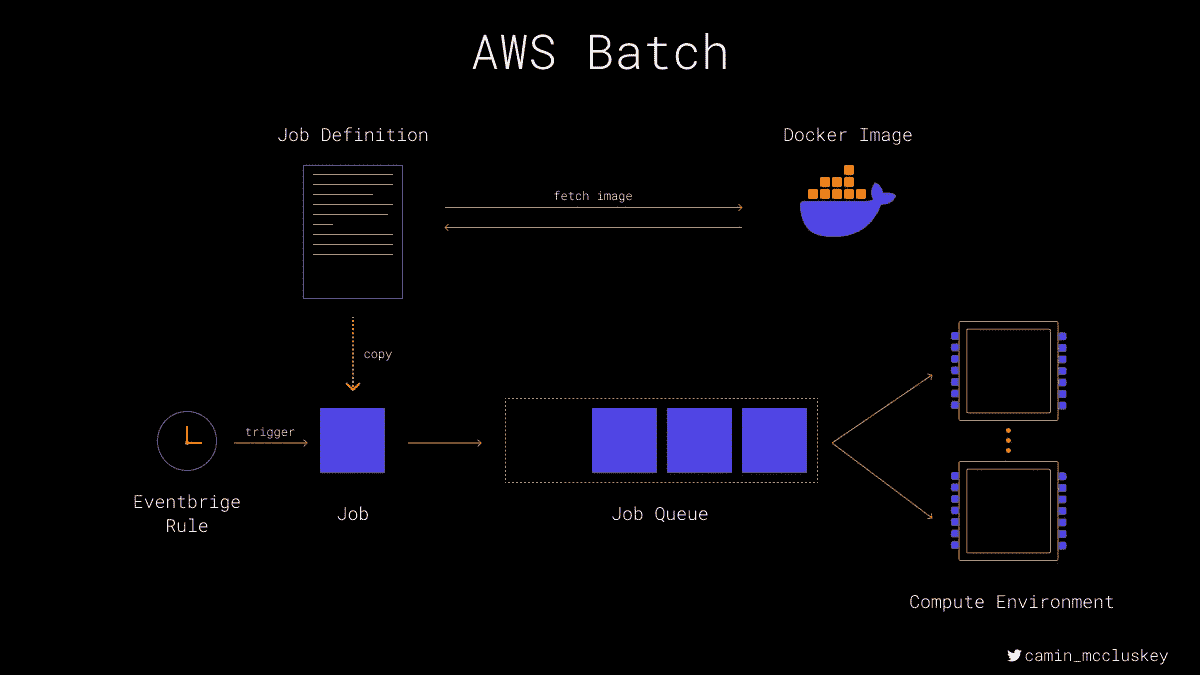 AWS Batch
Job Definition
Docker Image
fetch image
copy
trigger
Eventbrige
Rule
Job
Job Queue
Compute Environment
camin_mccluskey